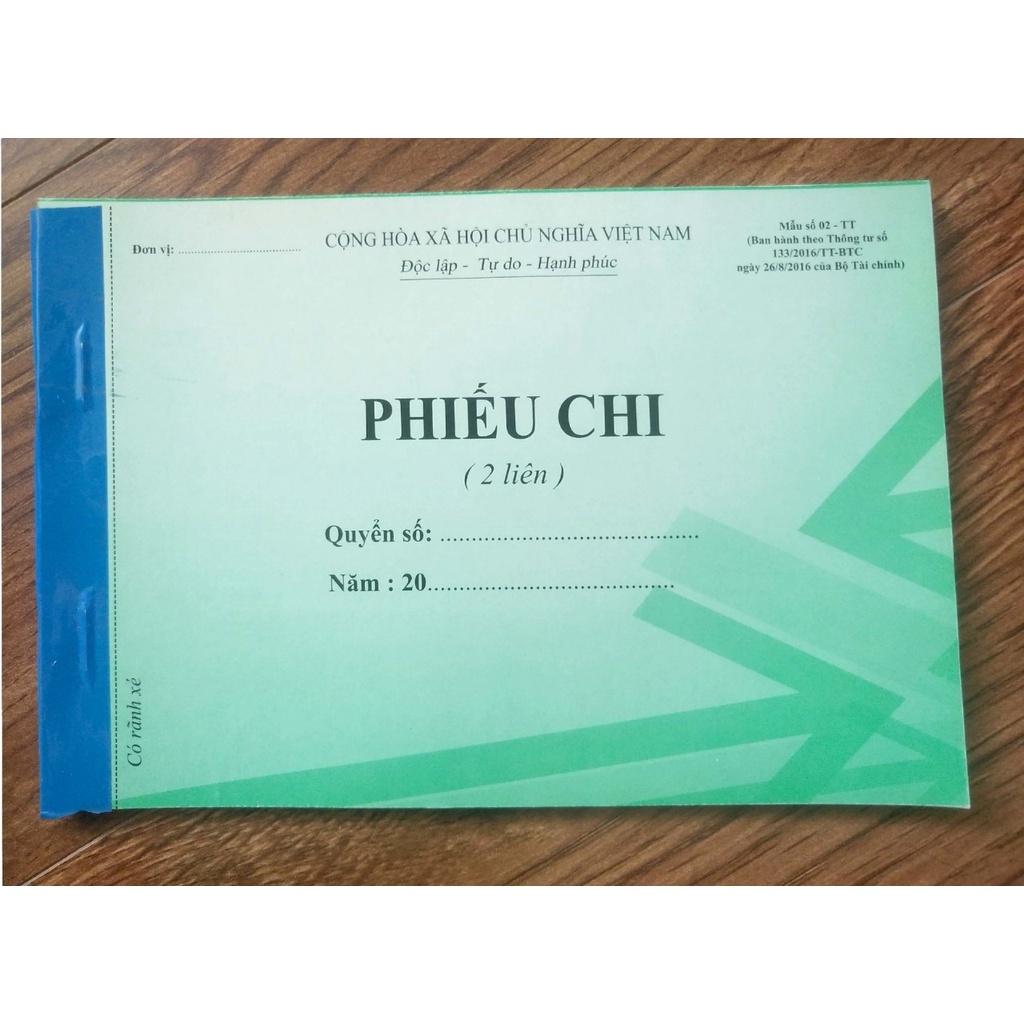 Đơn vị: ..................................
CỘNG HÒA XÃ HỘI CHỦ NGHĨA VIỆT NAM
Độc lập - Tự do - Hạnh phúc
Mẫu số 02 - TT
(Ban hành theo Thông tư số
133/2016/TT-BTC
ngày 26/8/2016 của Bộ Tài chính)
PHIẾU CHI
( 2 liên )
Quyển số: ..........................................
Năm : 20........................................
Có rãnh xé